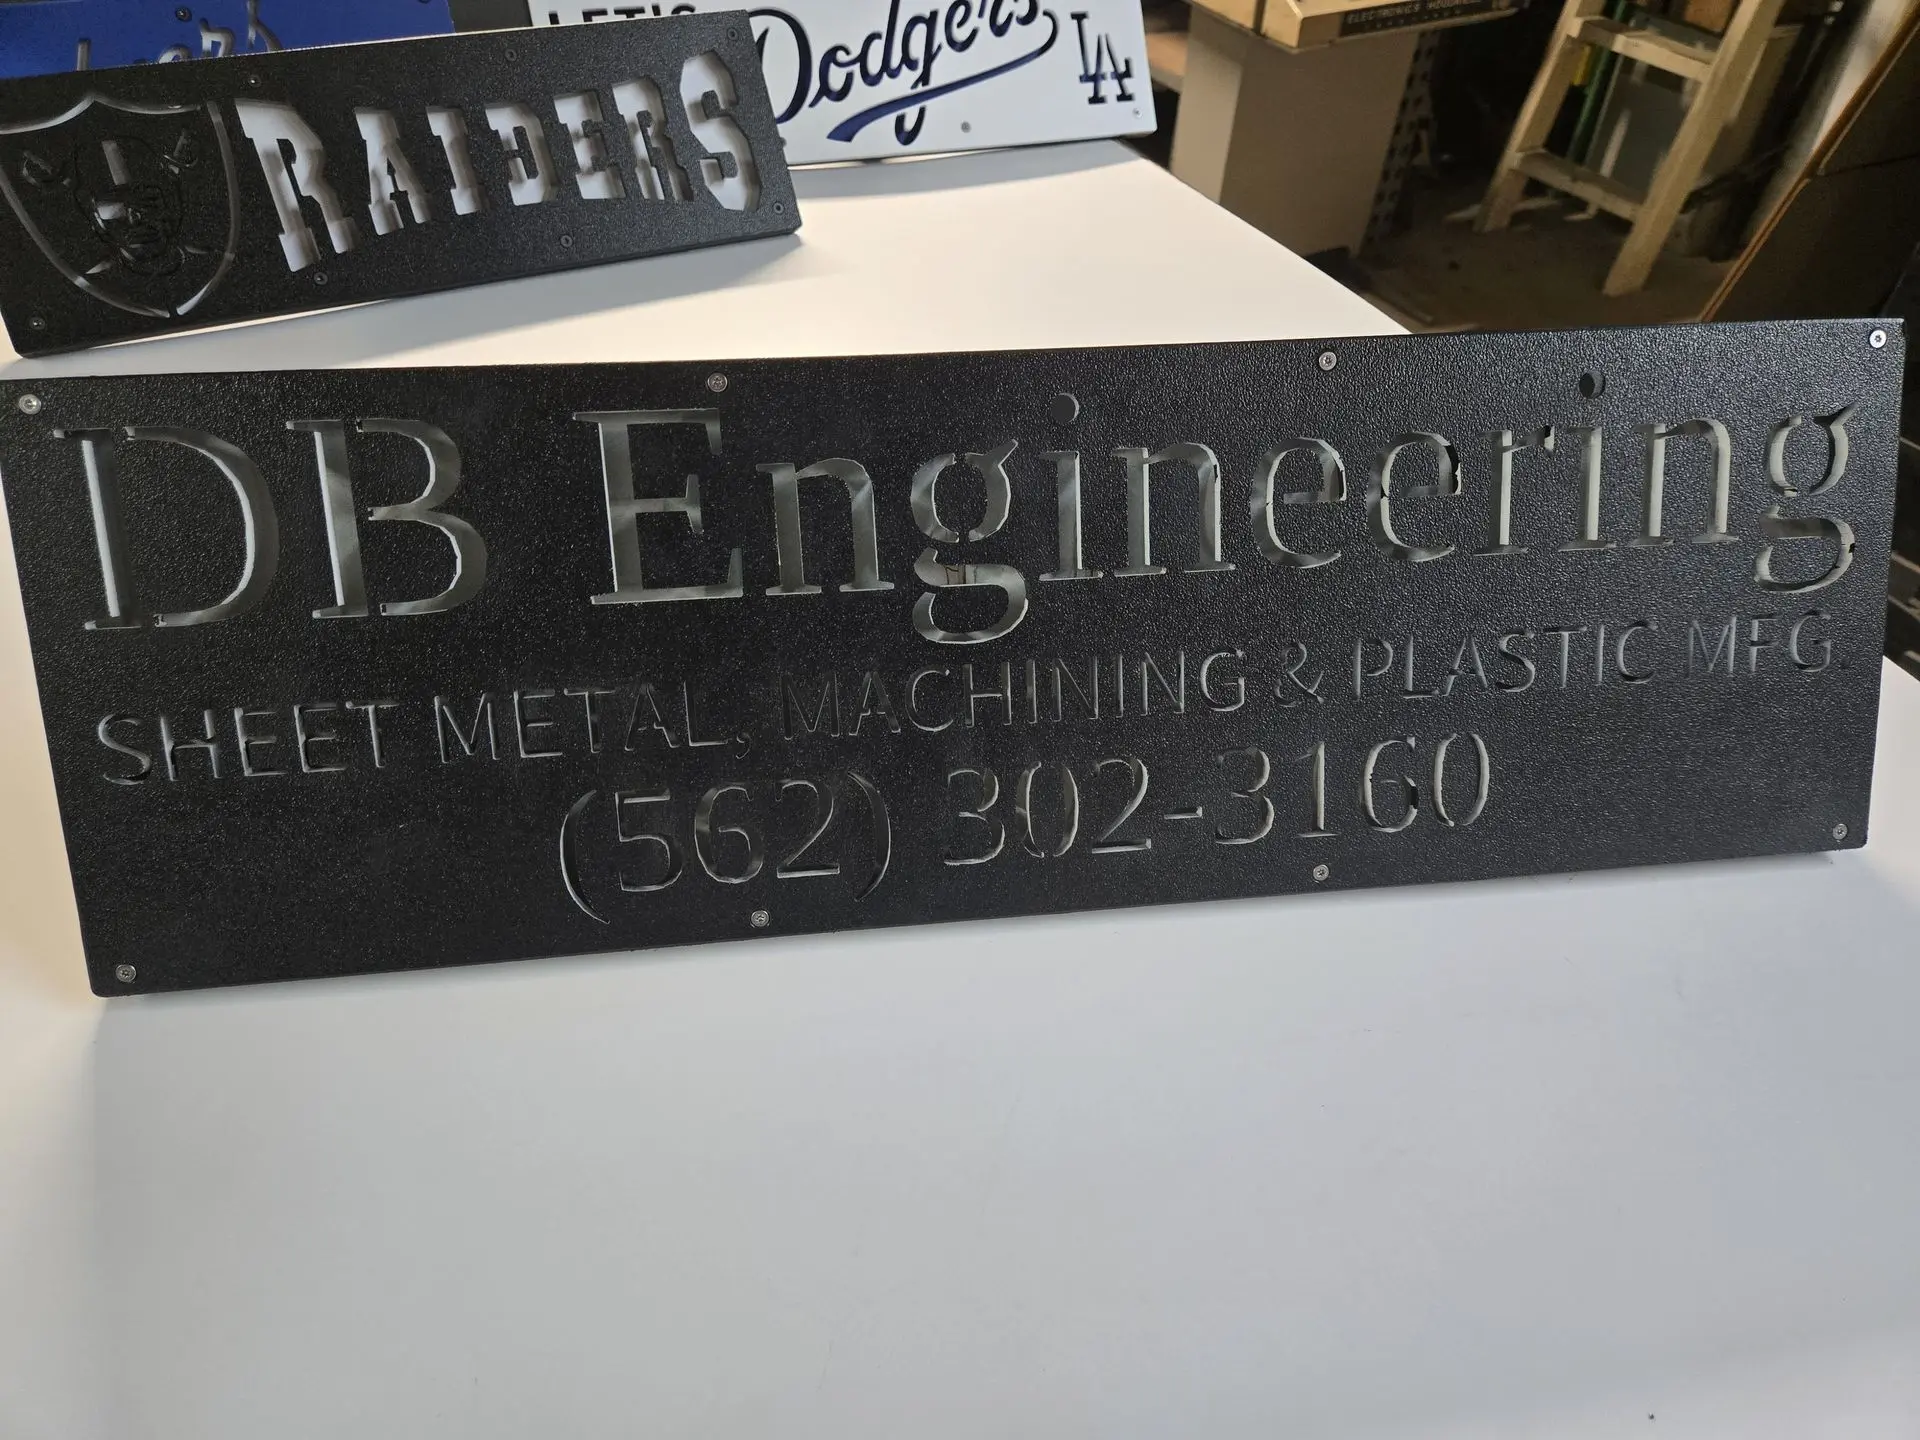 LET'S
Dodgers
LA
RAIDERS
DB Engineering
SHEET METAL, MACHINING & PLASTIC MFG.
(562) 302-3160